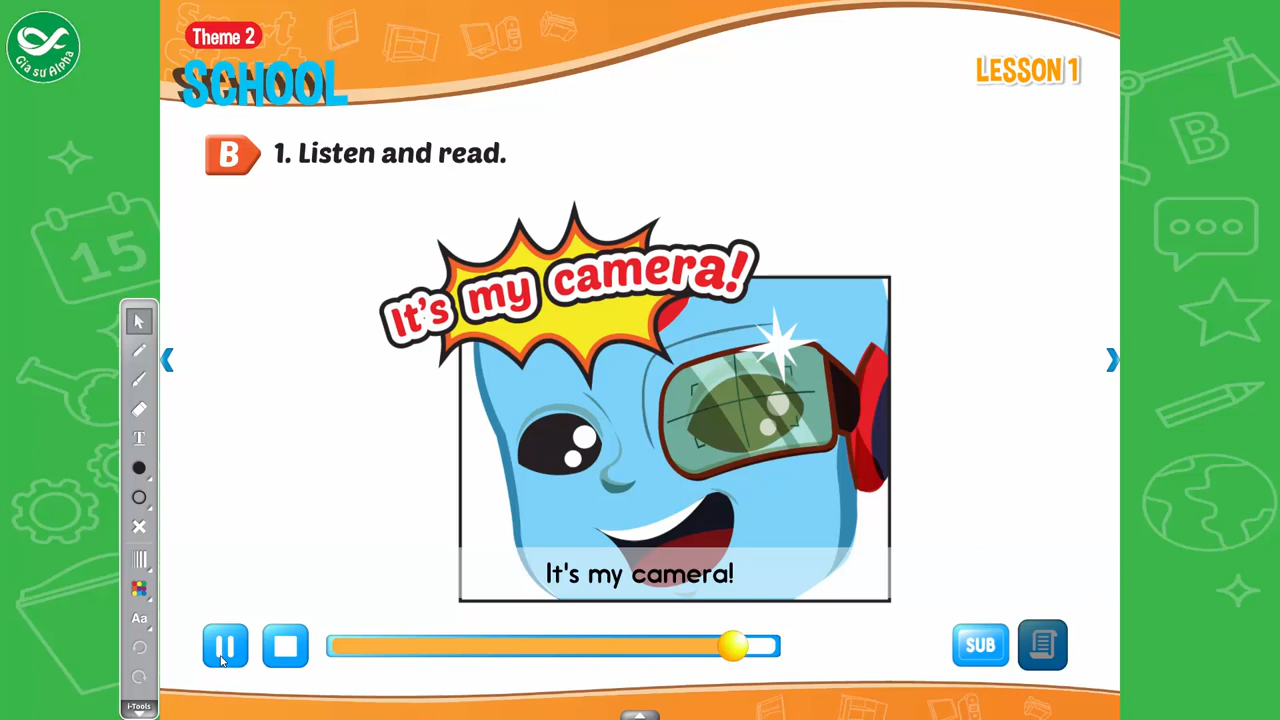 Gia sư Alpha
Theme 2
SCHOOL
LESSON 1
B
1. Listen and read.
15
B
It's my camera!
It's my camera!
T
Aa
SUB
i-Tools